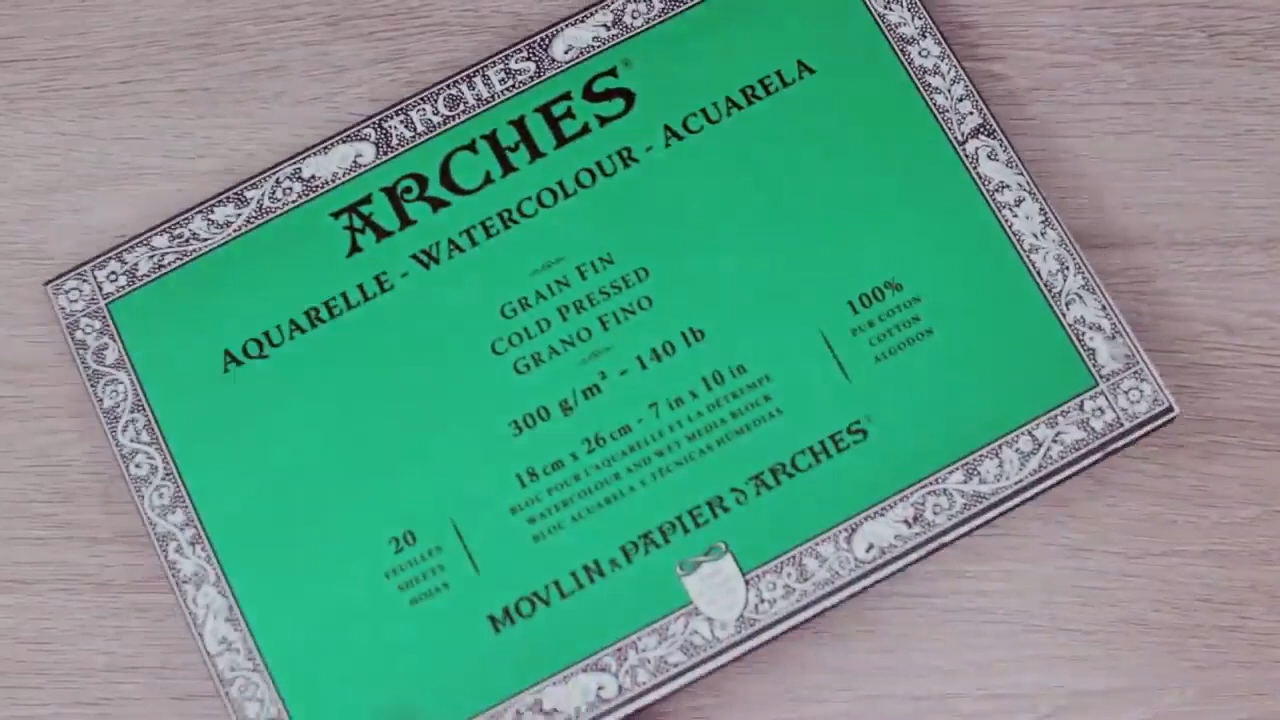 ARCHES
ARCHES®
AQUARELLE - WATERCOLOUR - ACUARELA
GRAIN FIN
COLD PRESSED
GRANO FINO
300 g/m² - 140 lb
18 cm x 26 cm - 7 in x 10 in
BLOC POUR L'AQUARELLE ET LA DÉTREMPE
WATERCOLOUR AND WET MEDIA BLOCK
BLOC ACUARELA Y TÉCNICAS HÚMEDAS
100%
PUR COTON
COTTON
ALGODON
20
FEUILLES
SHEETS
HOJAS
MOVLIN & PAPIER d'ARCHES®